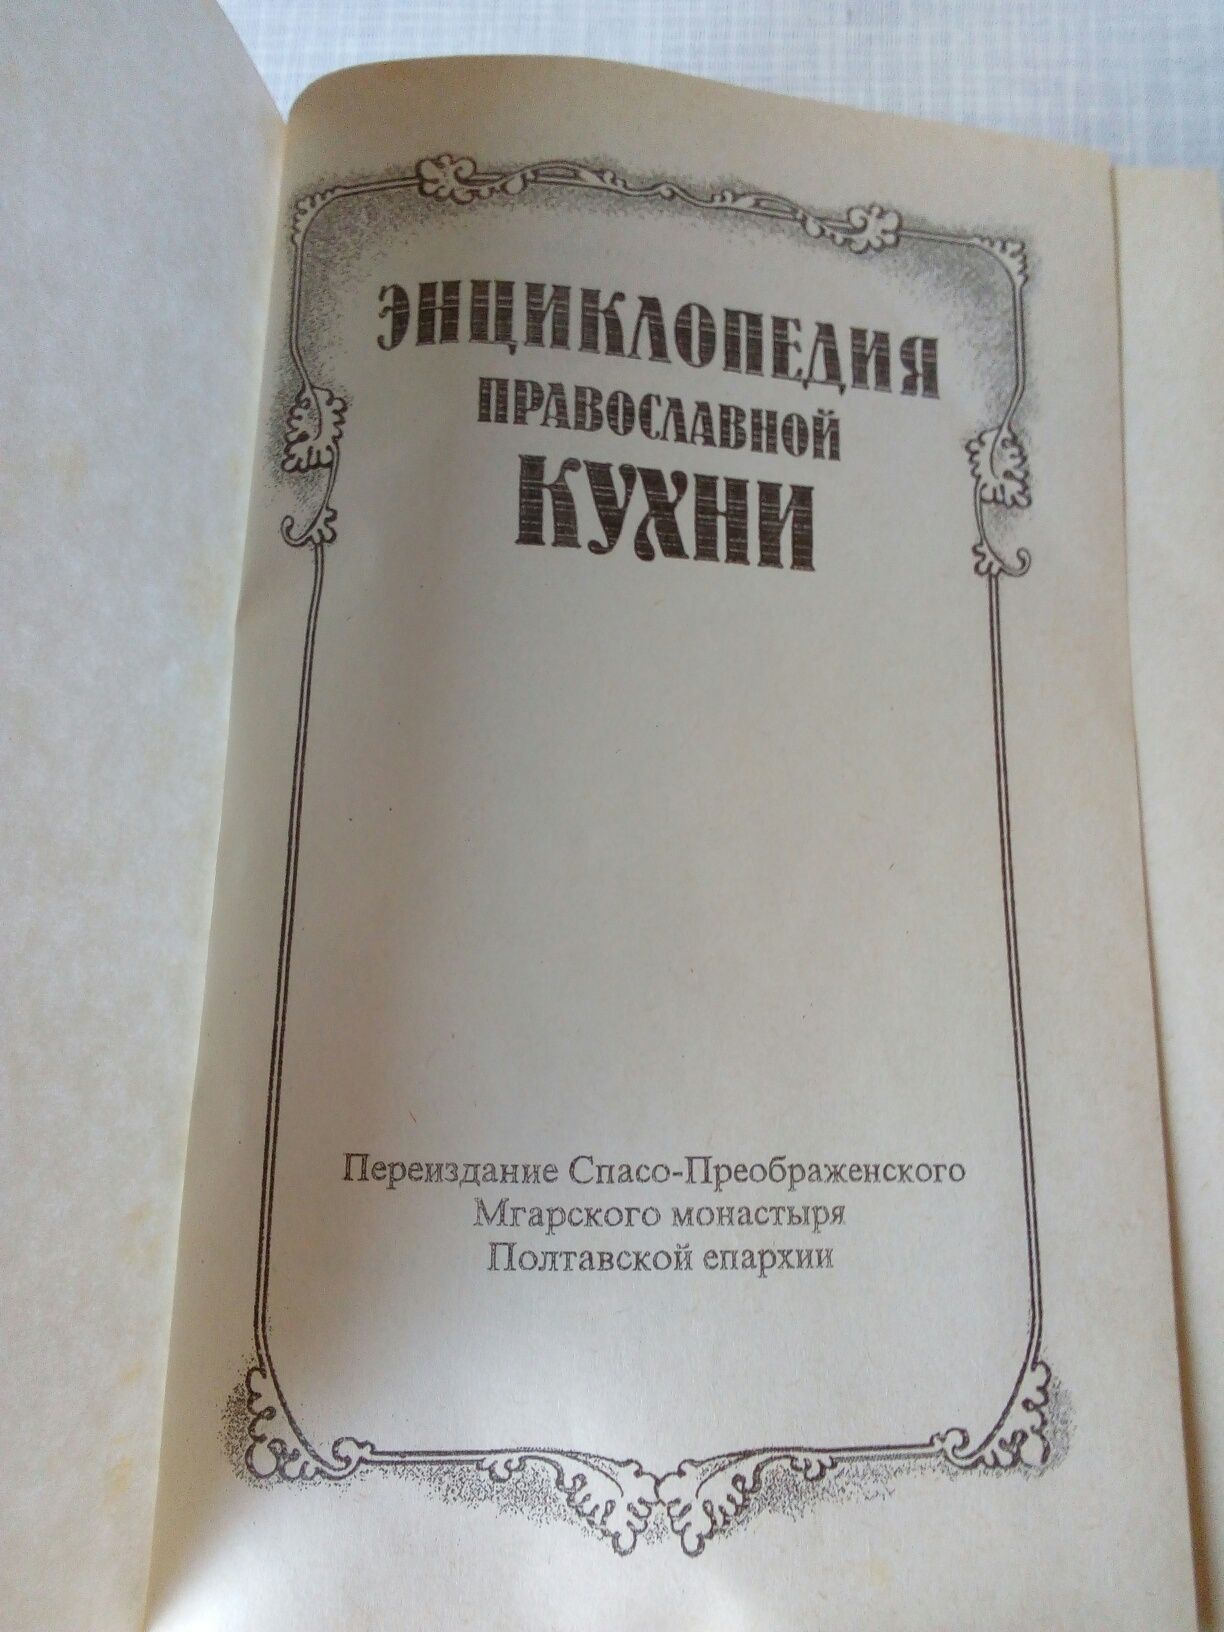 ЭНЦИКЛОПЕДИЯ
ПРАВОСЛАВНОЙ
КУХНИ
Переиздание Спасо-Преображенского
Мгарского монастыря
Полтавской епархии